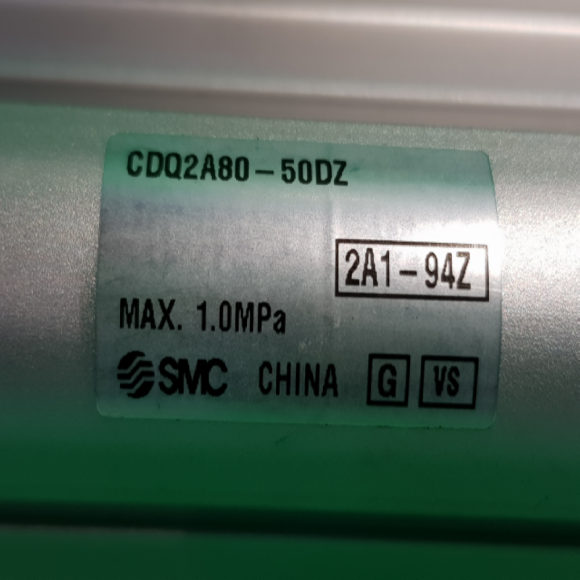 CDQ2A80-50DZ
2A1-94Z
MAX. 1.0MPa
SMC CHINA G VS